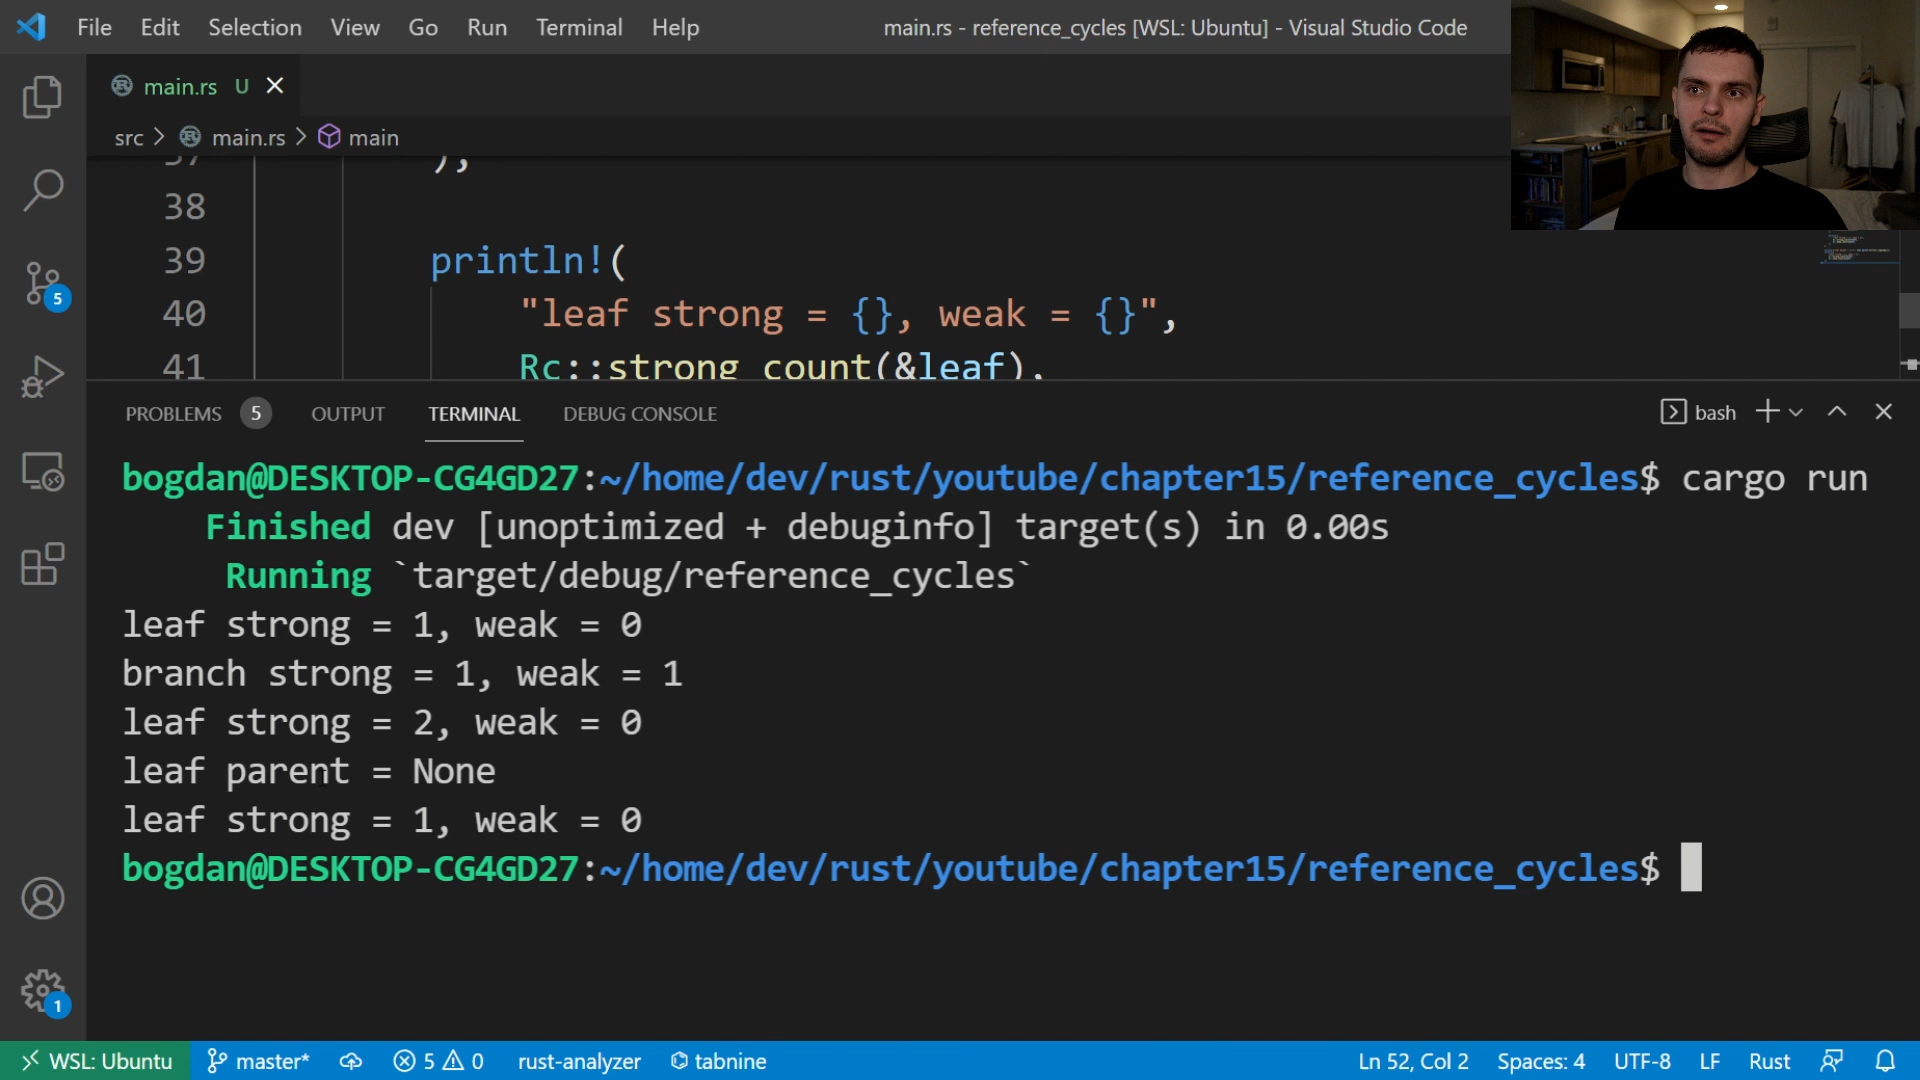 File Edit Selection View Go Run Terminal Help
main.rs - reference_cycles [WSL: Ubuntu] - Visual Studio Code
main.rs U
src > main.rs > main
37 );
38
39 println!(
40 "leaf strong = {}, weak = {}",
41 Rc::strong_count(&leaf),
5
PROBLEMS 5 OUTPUT TERMINAL DEBUG CONSOLE
bash
bogdan@DESKTOP-CG4GD27:~/home/dev/rust/youtube/chapter15/reference_cycles$ cargo run
Finished dev [unoptimized + debuginfo] target(s) in 0.00s
Running `target/debug/reference_cycles`
leaf strong = 1, weak = 0
branch strong = 1, weak = 1
leaf strong = 2, weak = 0
leaf parent = None
leaf strong = 1, weak = 0
bogdan@DESKTOP-CG4GD27:~/home/dev/rust/youtube/chapter15/reference_cycles$
1
WSL: Ubuntu master* 5 0 rust-analyzer tabnine Ln 52, Col 2 Spaces: 4 UTF-8 LF Rust